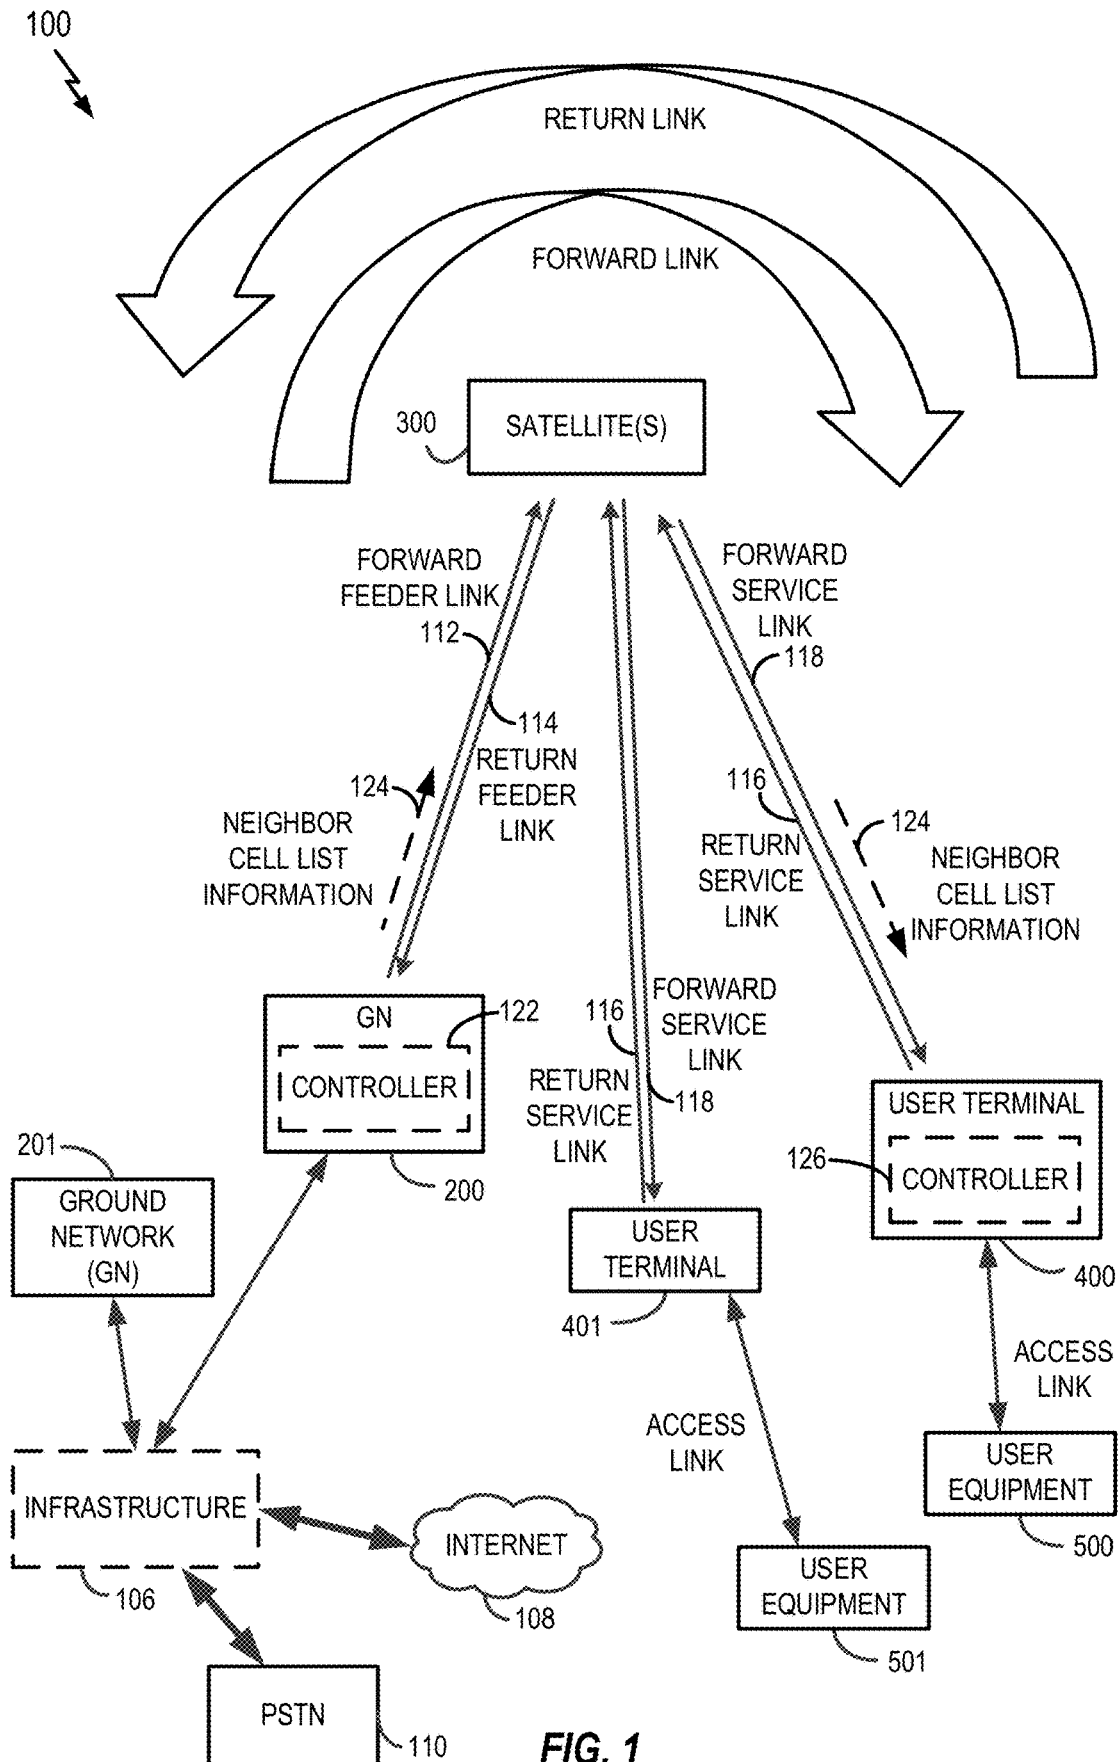 100
RETURN LINK
FORWARD LINK
300
SATELLITE(S)
FORWARD
FEEDER LINK
112
114
RETURN
FEEDER
LINK
124
NEIGHBOR
CELL LIST
INFORMATION
FORWARD
SERVICE
LINK
118
116
RETURN
SERVICE
LINK
124
NEIGHBOR
CELL LIST
INFORMATION
GN
122
CONTROLLER
200
116
FORWARD
SERVICE
LINK
118
RETURN
SERVICE
LINK
USER TERMINAL
126
CONTROLLER
400
201
GROUND
NETWORK
(GN)
USER
TERMINAL
401
ACCESS
LINK
ACCESS
LINK
USER
EQUIPMENT
500
INFRASTRUCTURE
106
INTERNET
108
USER
EQUIPMENT
501
PSTN
110
FIG. 1